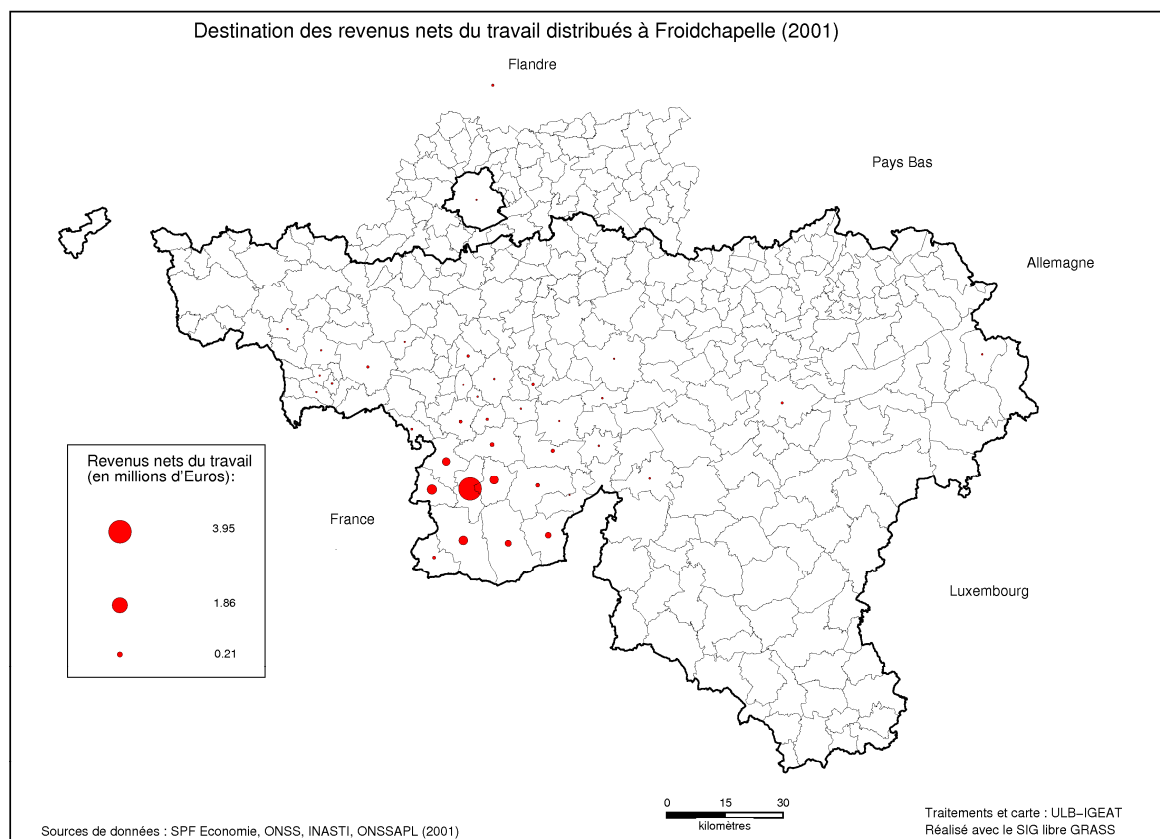 Destination des revenus nets du travail distribués à Froidchapelle (2001)
Flandre
Pays Bas
Allemagne
Revenus nets du travail
(en millions d'Euros):
3.95
1.86
0.21
France
Luxembourg
0 15 30
kilomètres
Sources de données : SPF Economie, ONSS, INASTI, ONSSAPL (2001)
Traitements et carte : ULB-IGEAT
Réalisé avec le SIG libre GRASS